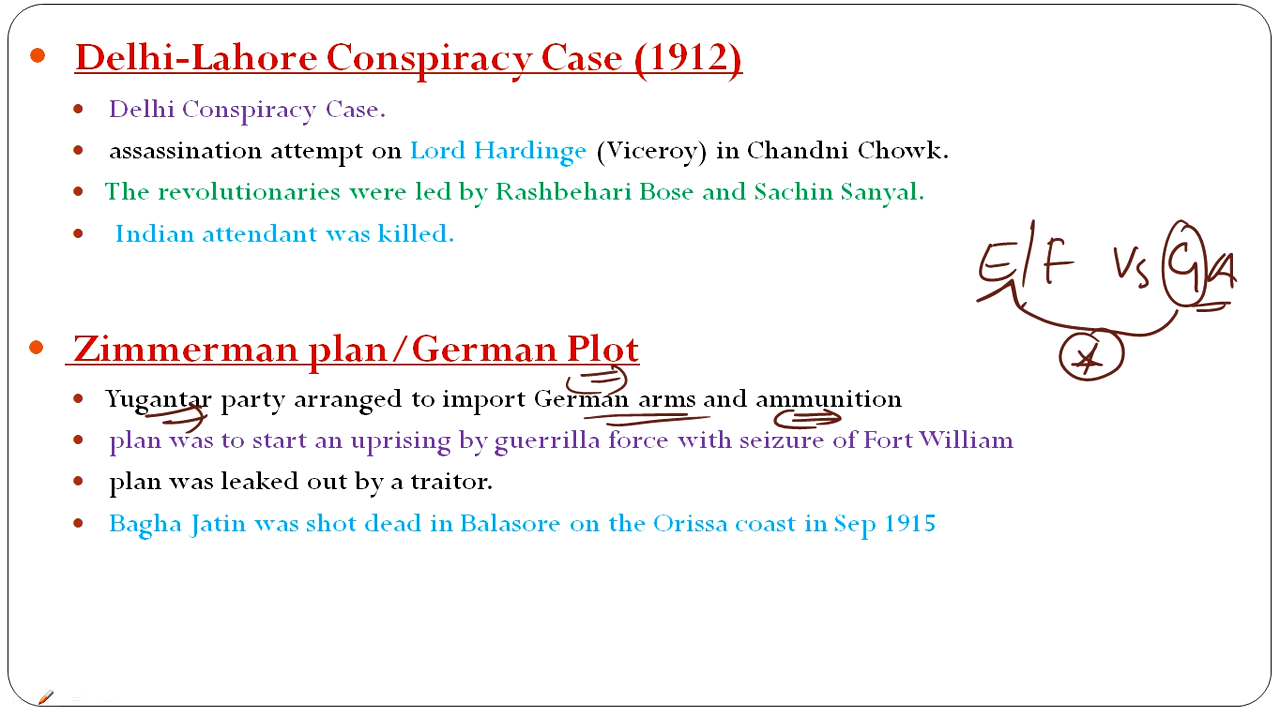 Delhi-Lahore Conspiracy Case (1912)
Delhi Conspiracy Case.
assassination attempt on Lord Hardinge (Viceroy) in Chandni Chowk.
The revolutionaries were led by Rashbehari Bose and Sachin Sanyal.
Indian attendant was killed.
E/F Vs GA
Zimmerman plan/German Plot
Yugantar party arranged to import German arms and ammunition
plan was to start an uprising by guerrilla force with seizure of Fort William
plan was leaked out by a traitor.
Bagha Jatin was shot dead in Balasore on the Orissa coast in Sep 1915